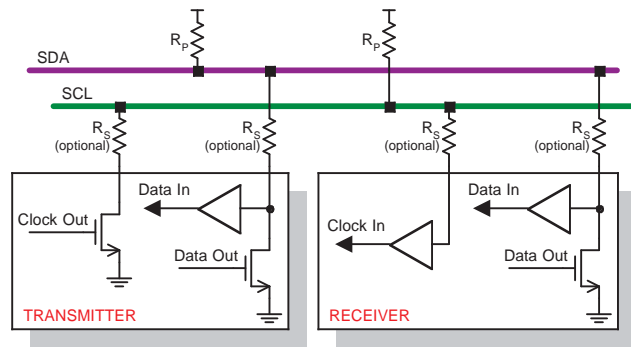 RP
RP
SDA
SCL
RS
(optional)
RS
(optional)
RS
(optional)
RS
(optional)
Data In
Data In
Clock Out
Clock In
Data Out
Data Out
TRANSMITTER
RECEIVER